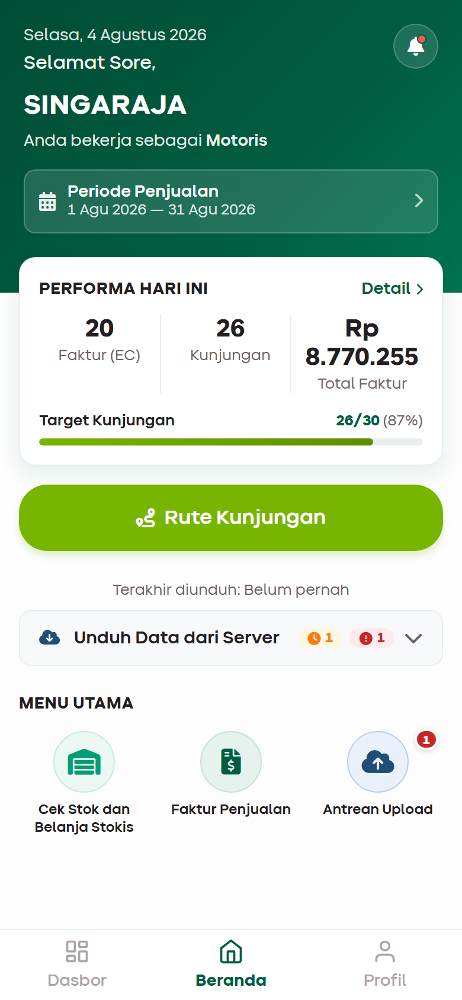 Selasa, 4 Agustus 2026
Selamat Sore,
SINGARAJA
Anda bekerja sebagai Motoris
Periode Penjualan
1 Agu 2026 — 31 Agu 2026
PERFORMA HARI INI
Detail
20
Faktur (EC)
26
Kunjungan
Rp
8.770.255
Total Faktur
Target Kunjungan
26/30 (87%)
Rute Kunjungan
Terakhir diunduh: Belum pernah
Unduh Data dari Server
1
1
MENU UTAMA
1
Cek Stok dan
Belanja Stokis
Faktur Penjualan
Antrean Upload
Dasbor
Beranda
Profil